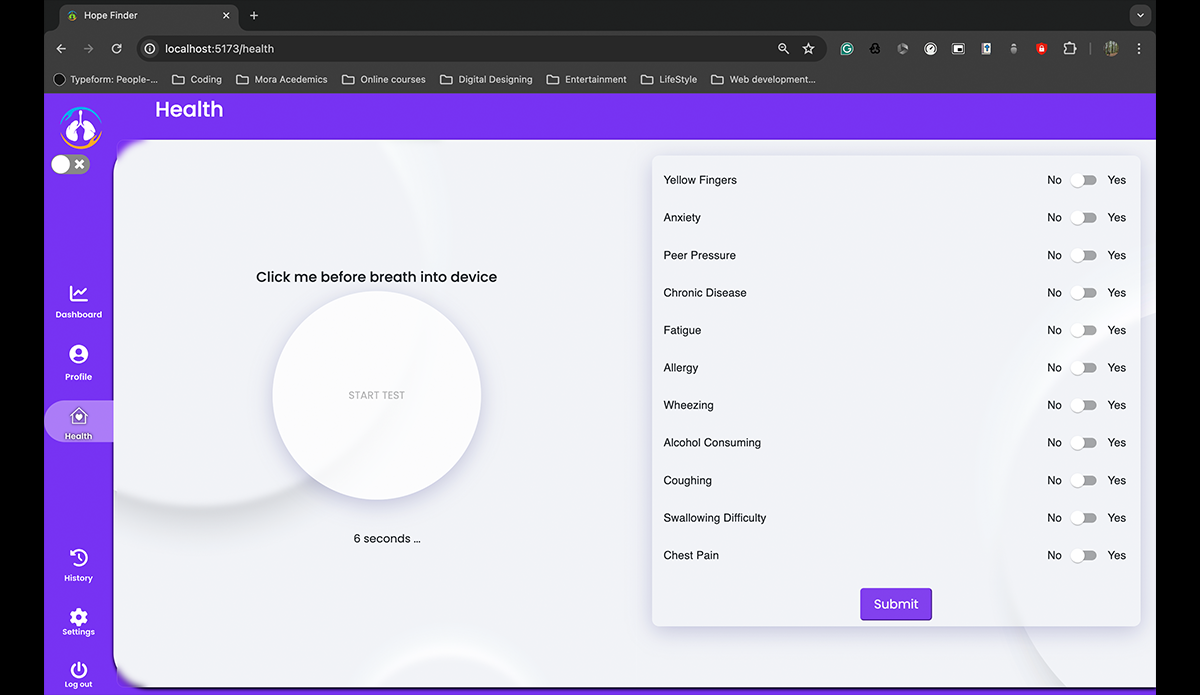 Hope Finder
localhost:5173/health
Typeform: People-... Coding Mora Acedemics Online courses Digital Designing Entertainment LifeStyle Web development...
Health
Yellow Fingers No Yes
Anxiety No Yes
Peer Pressure No Yes
Chronic Disease No Yes
Fatigue No Yes
Allergy No Yes
Wheezing No Yes
Alcohol Consuming No Yes
Coughing No Yes
Swallowing Difficulty No Yes
Chest Pain No Yes
Submit
Click me before breath into device
START TEST
6 seconds ...
Dashboard
Profile
Health
History
Settings
Log out